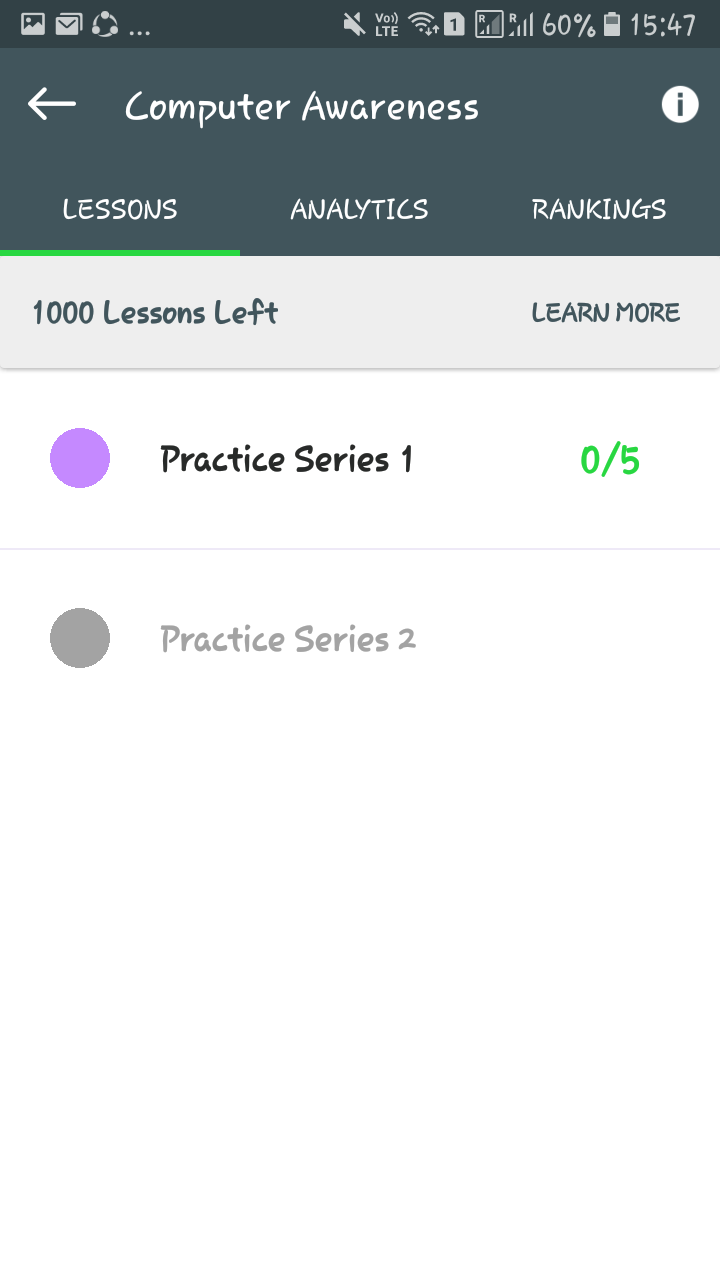 ... Vo)) LTE 1 R R 60% 15:47
Computer Awareness i
LESSONS ANALYTICS RANKINGS
1000 Lessons Left LEARN MORE
Practice Series 1 0/5
Practice Series 2